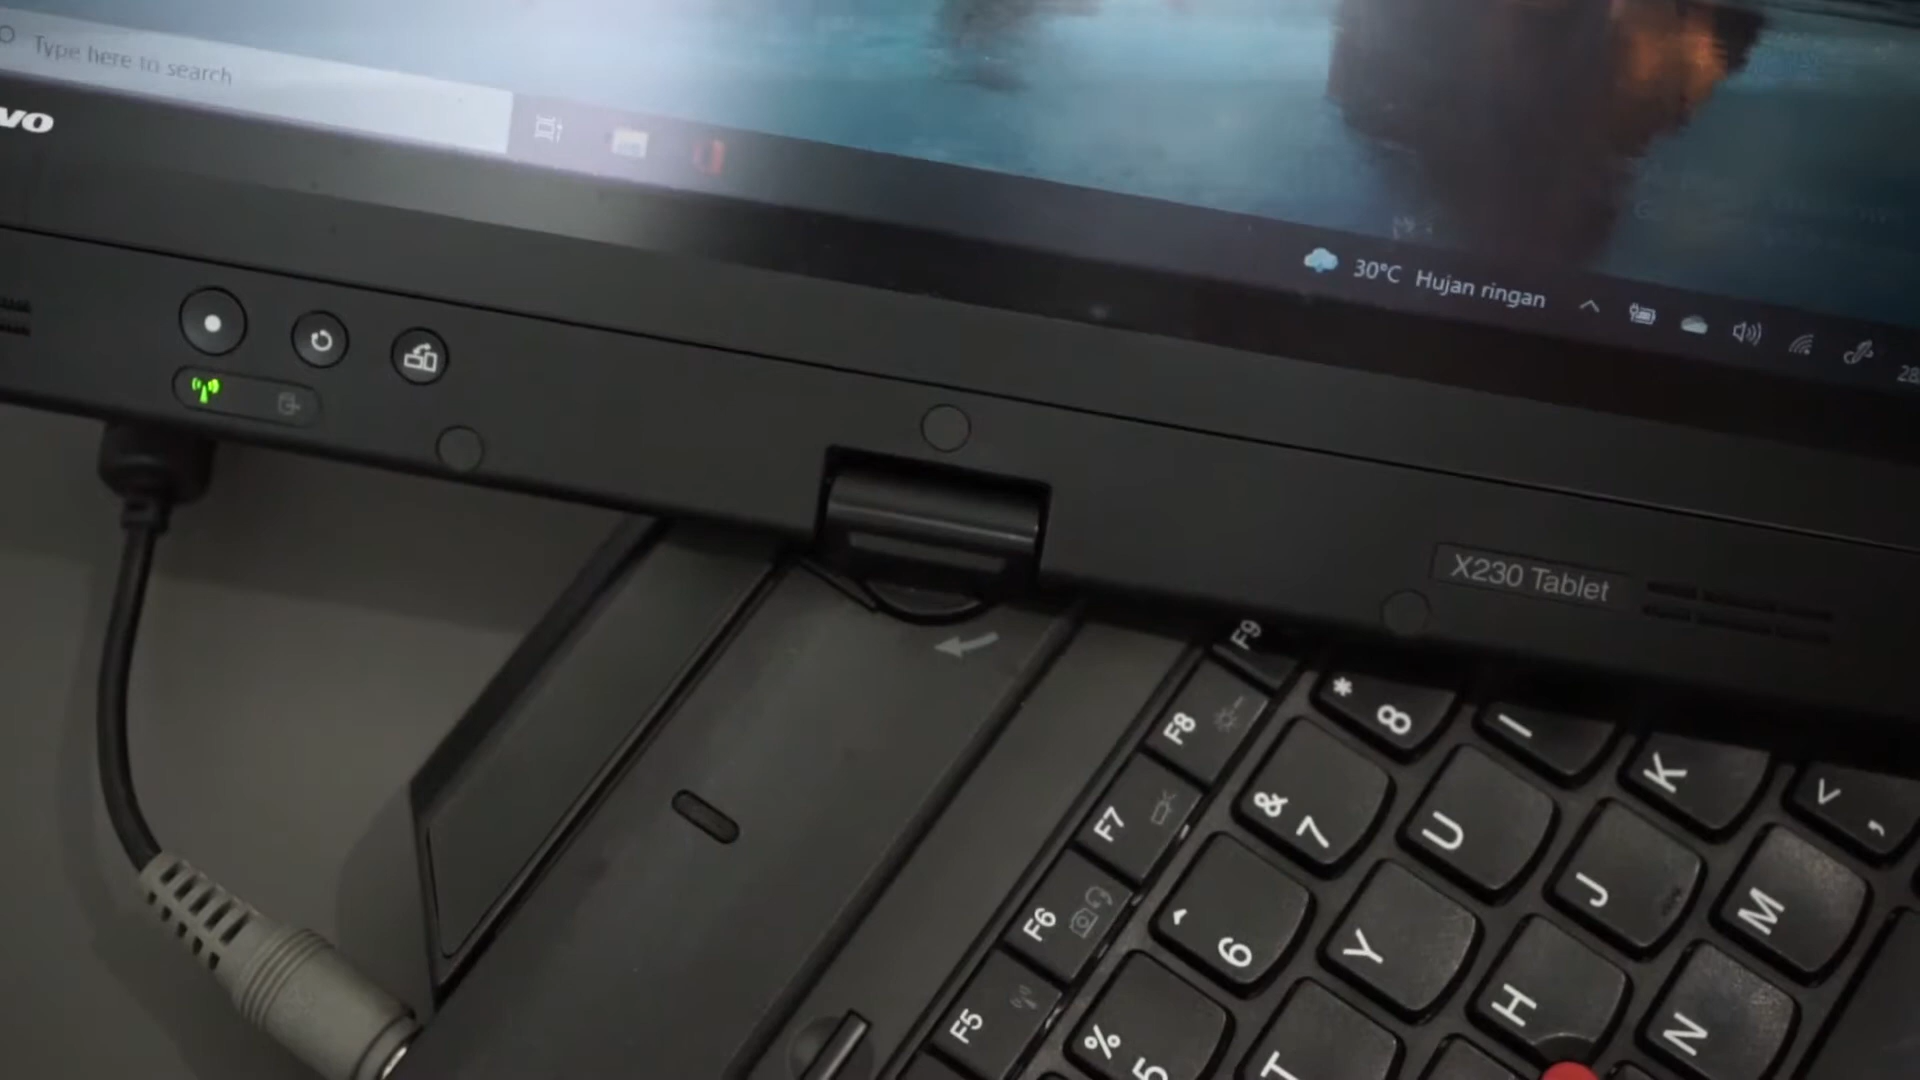 Type here to search
vo
30°C Hujan ringan
28
X230 Tablet
F9
F8
* 8
I
K
F7
& 7
U
J
< ,
F6
^ 6
Y
H
M
F5
% 5
T
N